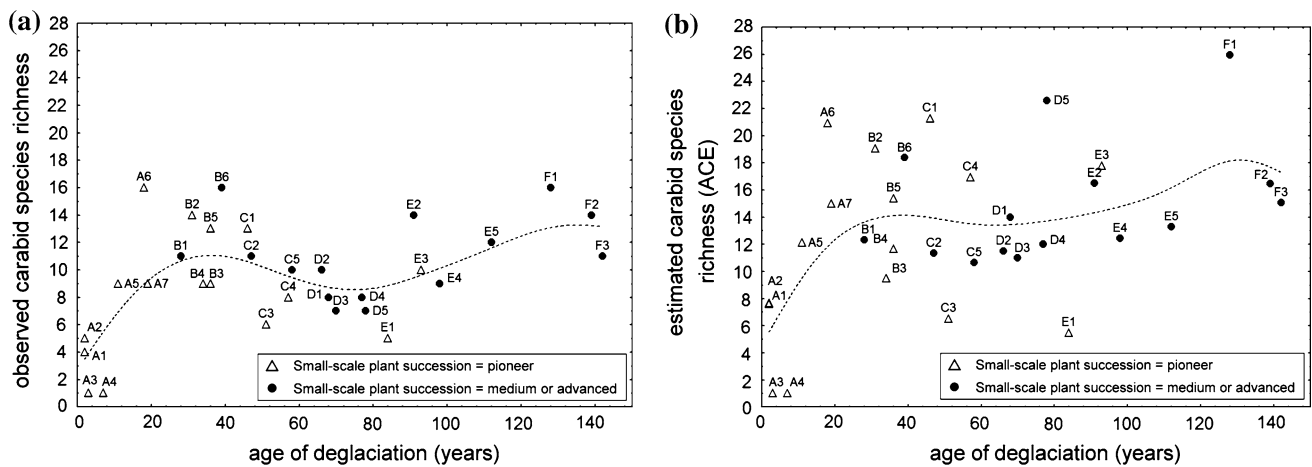 (a)
observed carabid species richness
28
26
24
22
20
18
16
14
12
10
8
6
4
2
0
A6
B6
F1
B2
E2
F2
B5
C1
E5
B1
C2
F3
C5
D2
E3
A5
A7
B4
B3
E4
D1
C4
D4
D3
D5
C3
A2
E1
A1
A3
A4
△ Small-scale plant succession = pioneer
● Small-scale plant succession = medium or advanced
0 20 40 60 80 100 120 140
age of deglaciation (years)
(b)
estimated carabid species
richness (ACE)
28
26
24
22
20
18
16
14
12
10
8
6
4
2
0
F1
D5
C1
A6
B2
B6
E3
C4
E2
F2
B5
F3
A7
D1
E5
B1
A5
E4
B4
D4
D2
C2
D3
C5
B3
A2
A1
C3
E1
A3
A4
△ Small-scale plant succession = pioneer
● Small-scale plant succession = medium or advanced
0 20 40 60 80 100 120 140
age of deglaciation (years)